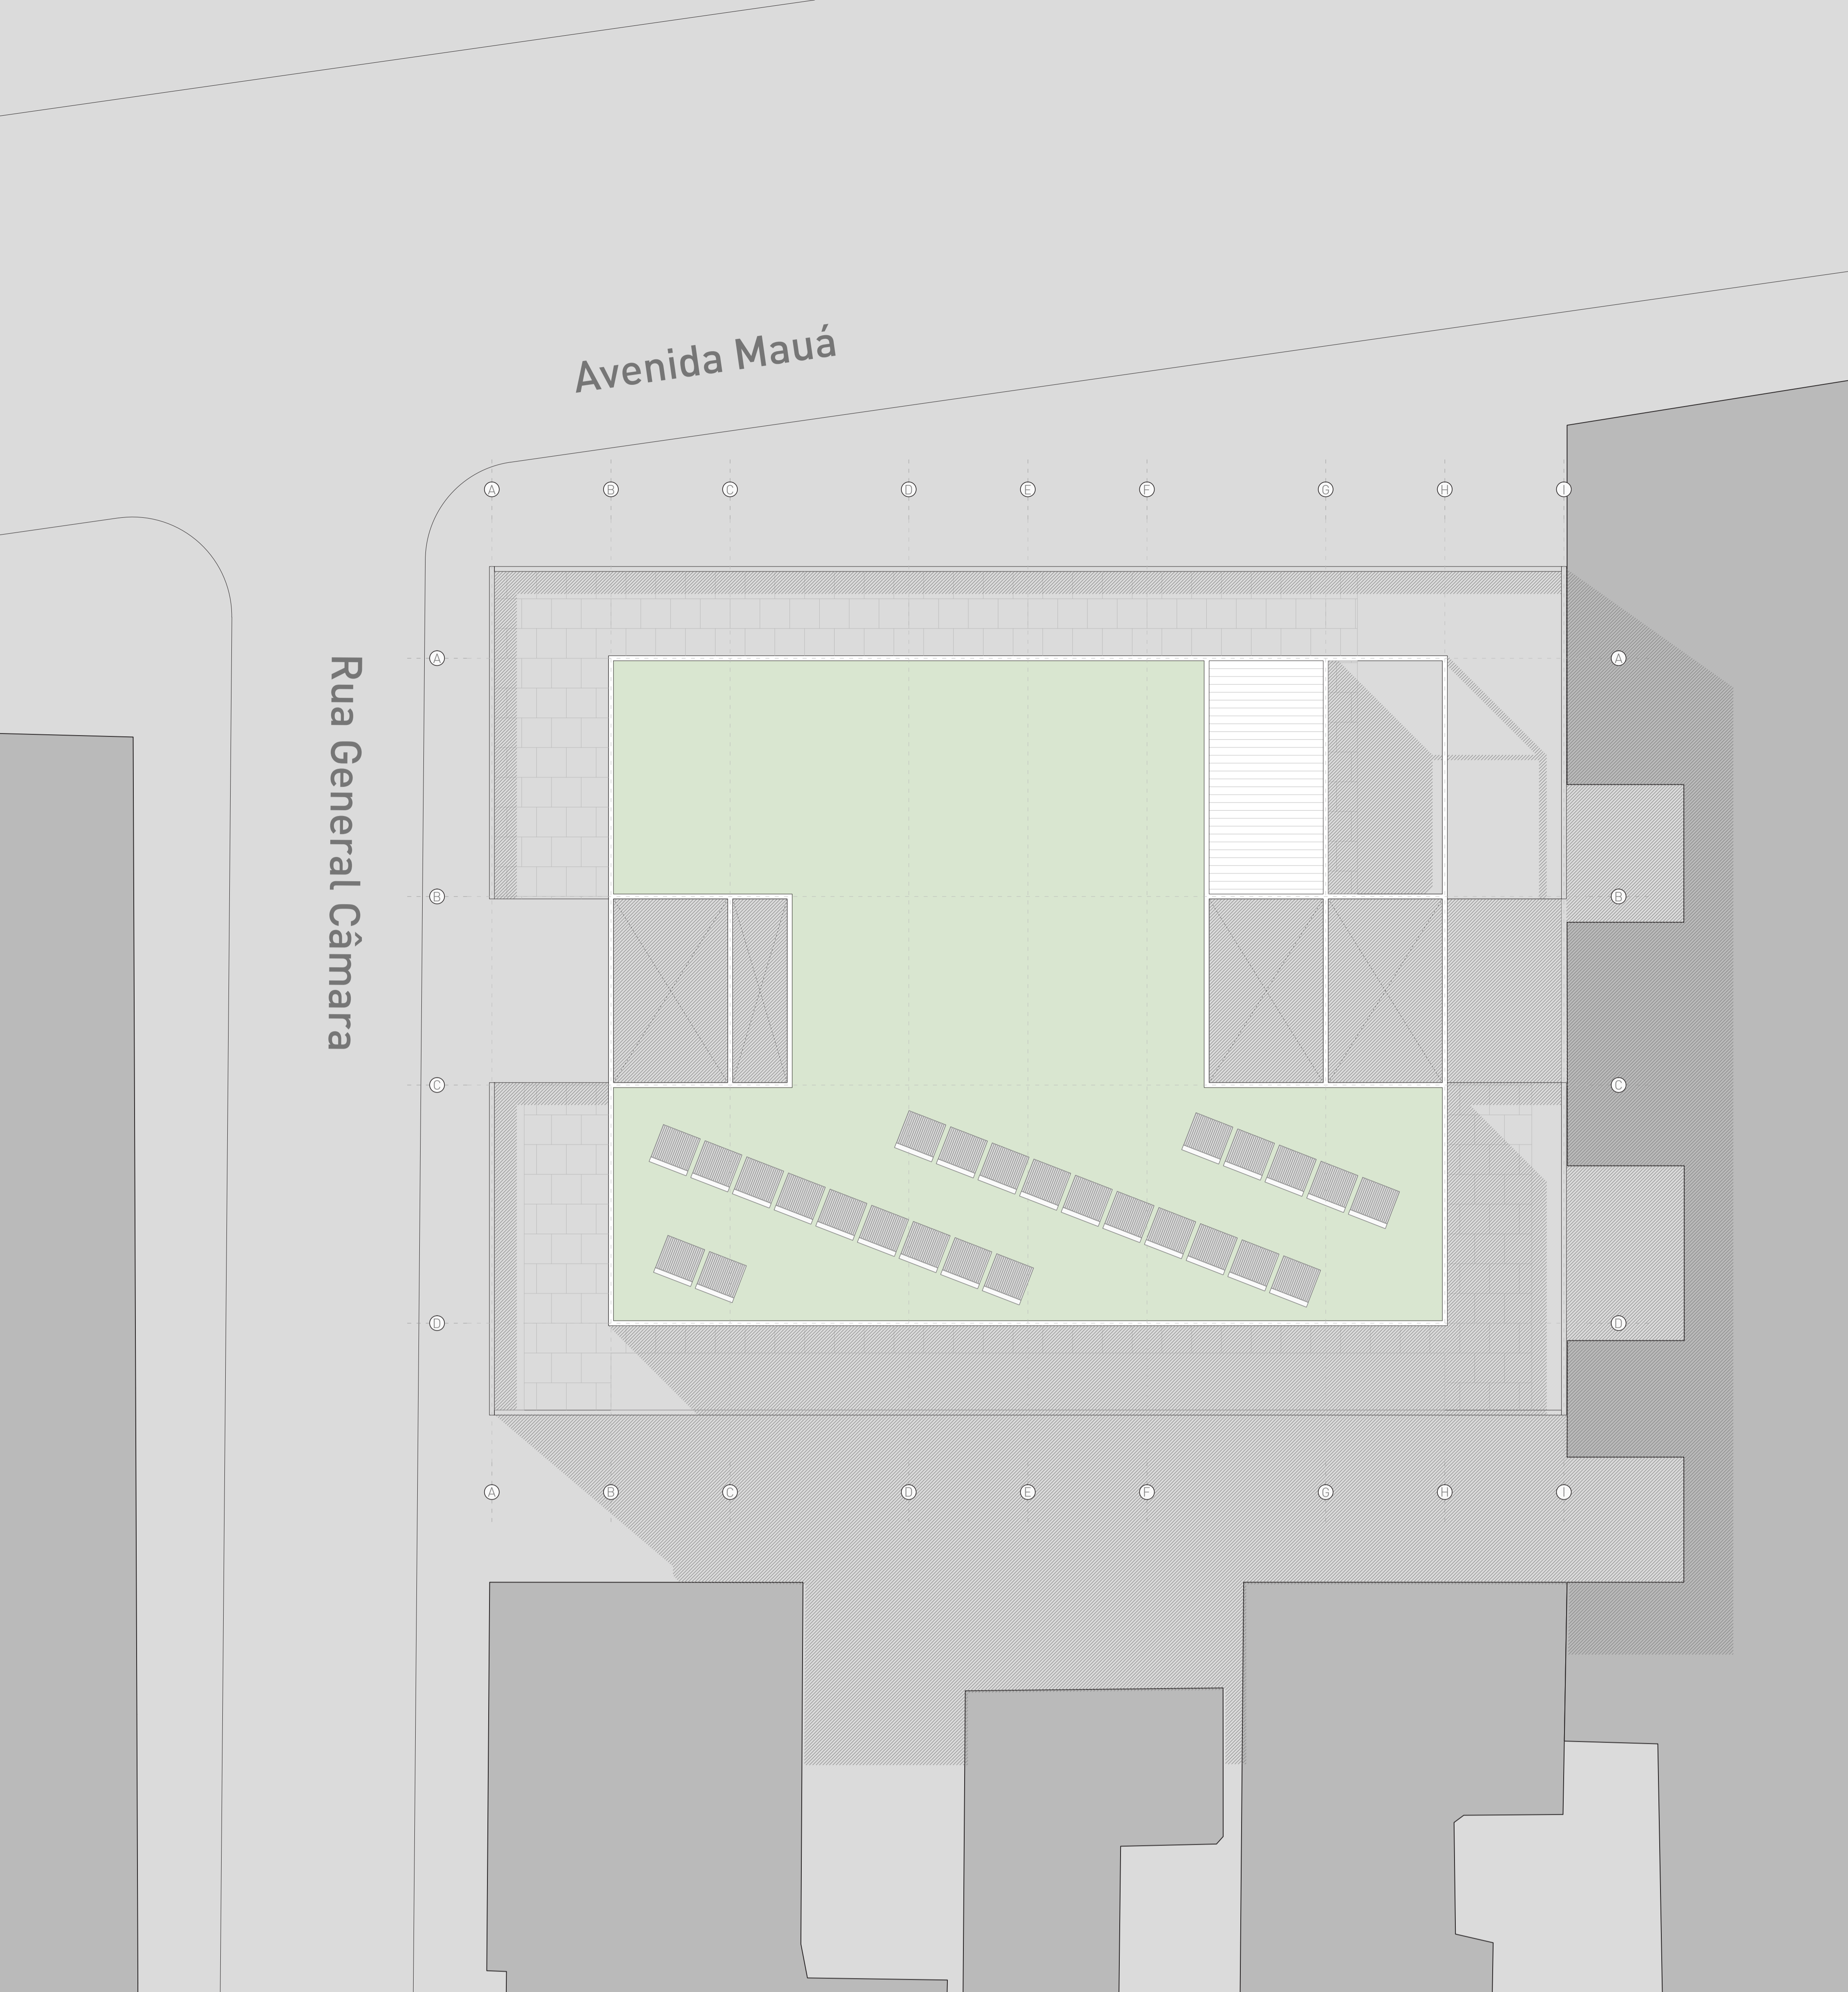 Avenida Mauá
A B C D E F G H I
Rua General Câmara
A A
B B
C C
D D
A B C D E F G H I